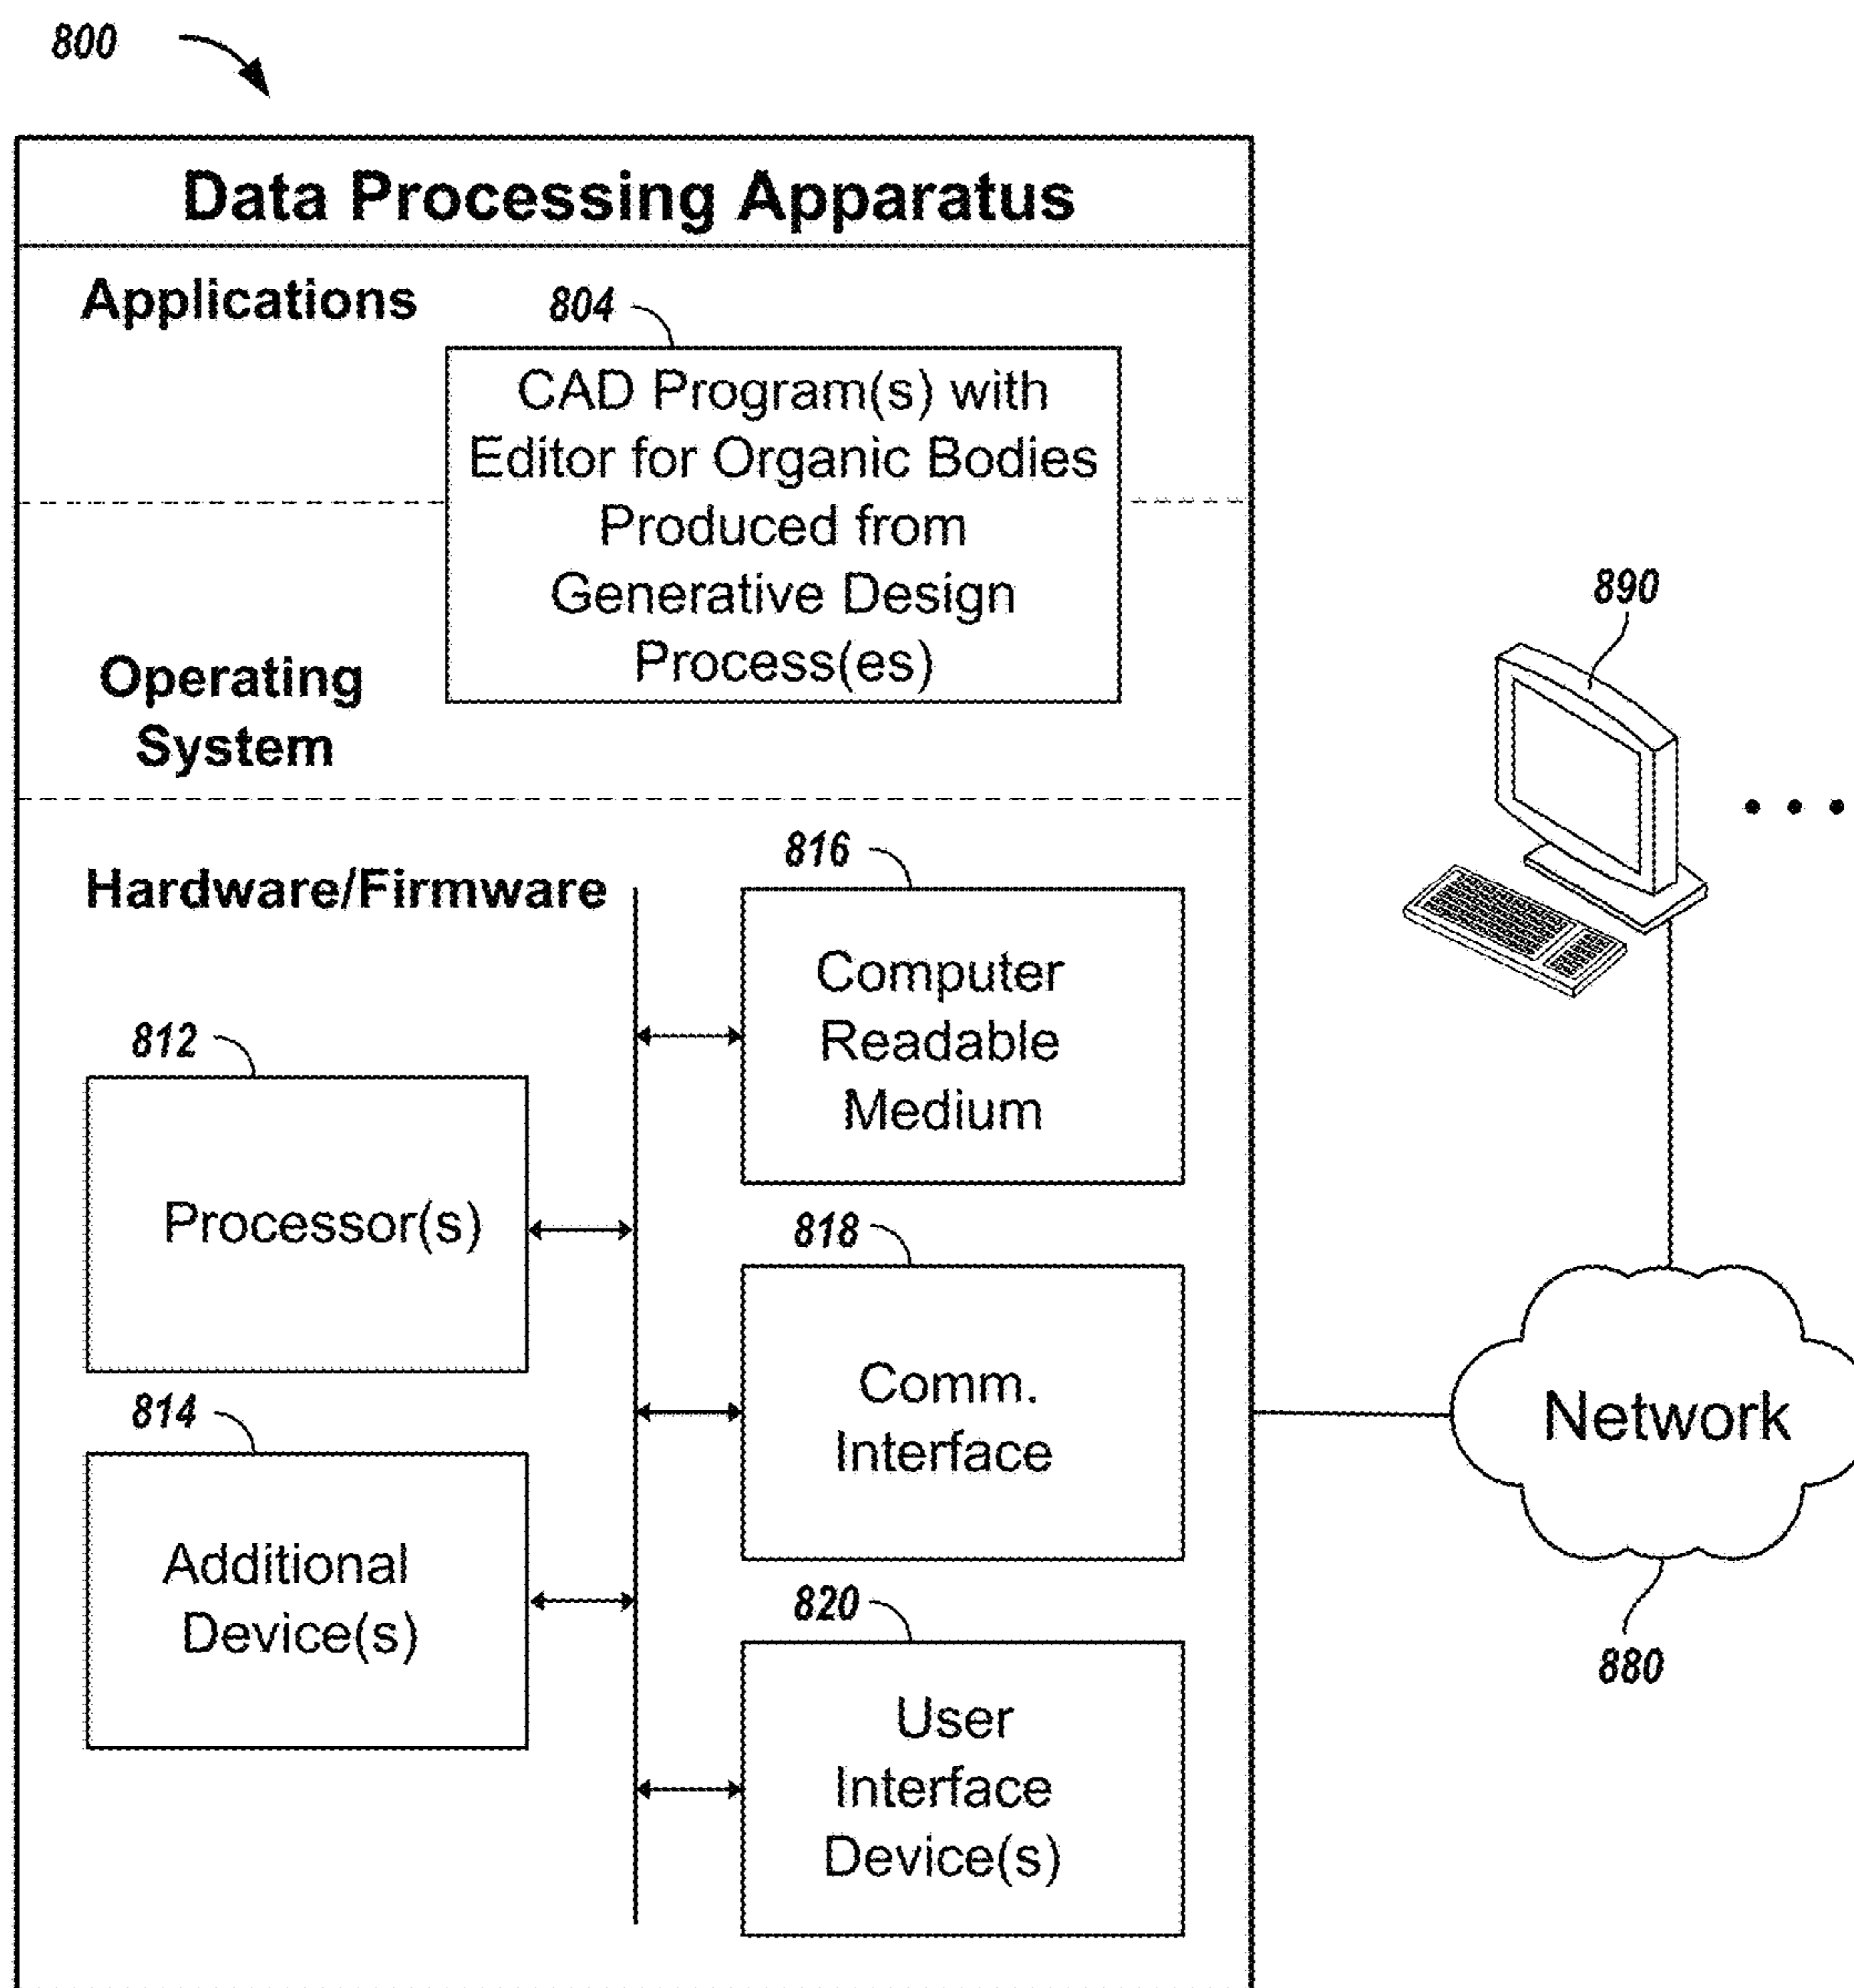 800
Data Processing Apparatus
Applications
804
CAD Program(s) with
Editor for Organic Bodies
Produced from
Generative Design
Process(es)
Operating
System
890
Hardware/Firmware
816
Computer
Readable
Medium
812
Processor(s)
818
Comm.
Interface
Network
880
814
Additional
Device(s)
820
User
Interface
Device(s)